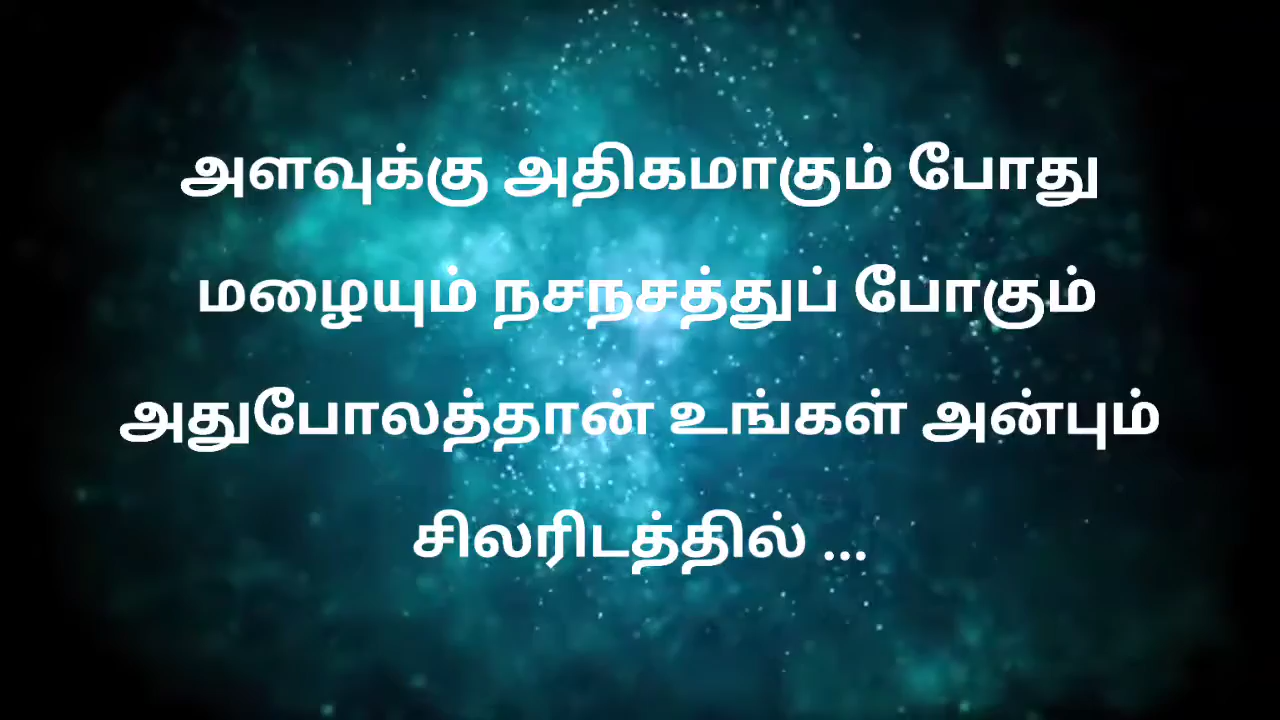 அளவுக்கு அதிகமாகும் போது
மழையும் நசநசத்துப் போகும்
அதுபோலத்தான் உங்கள் அன்பும்
சிலரிடத்தில் ...